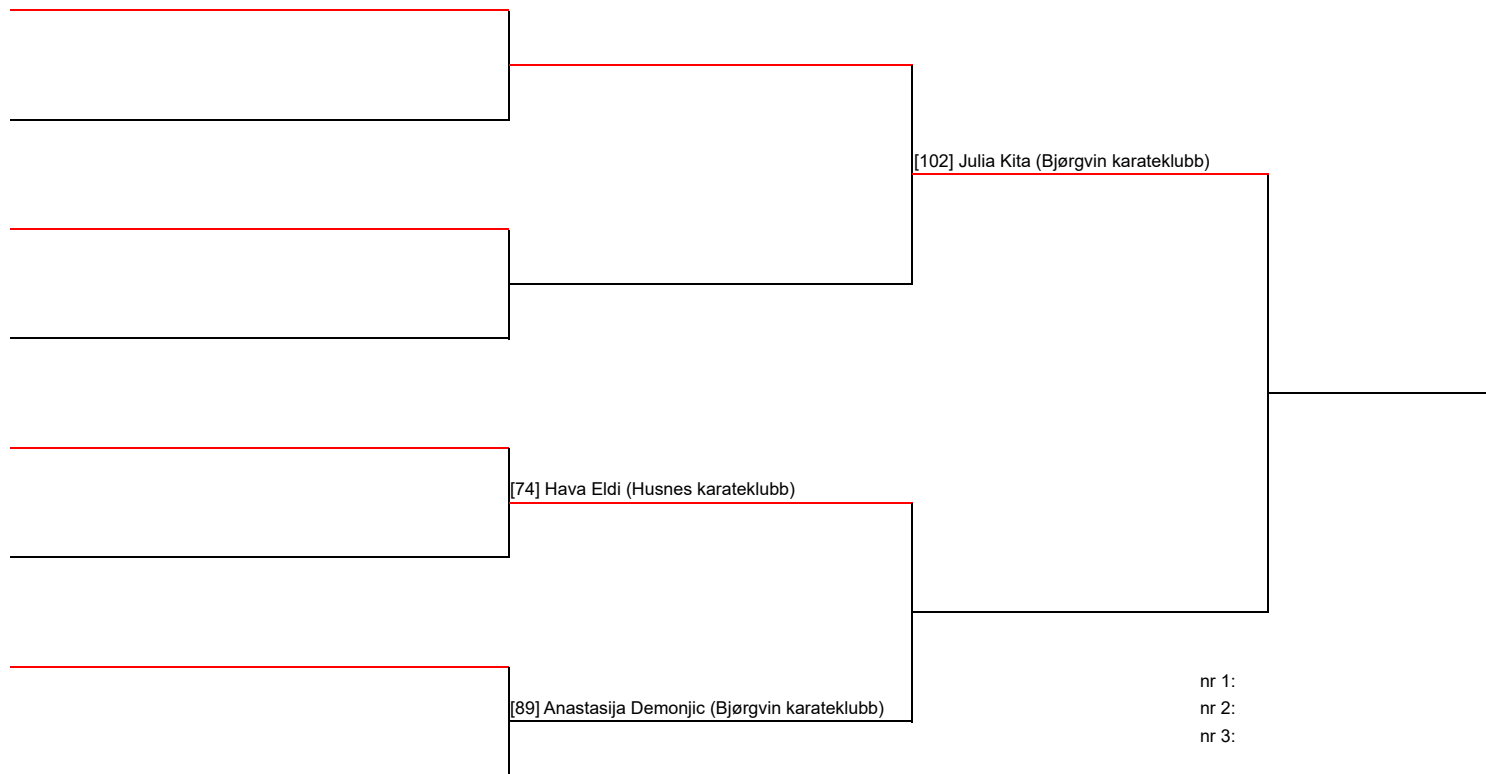 [102] Julia Kita (Bjørgvin karateklubb)
[74] Hava Eldi (Husnes karateklubb)
[89] Anastasija Demonjic (Bjørgvin karateklubb)
nr 1:
nr 2:
nr 3: